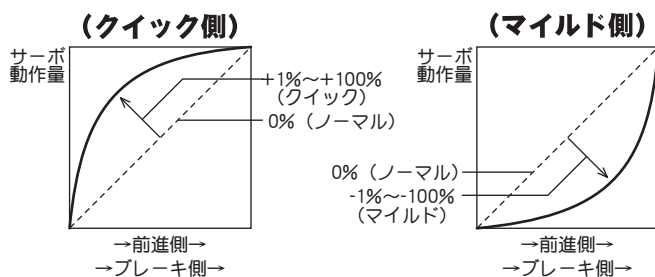 (クイック側)
サーボ
動作量
+1%~+100%
(クイック)
0%(ノーマル)
→前進側→
→ブレーキ側→
(マイルド側)
サーボ
動作量
0%(ノーマル)
-1%~-100%
(マイルド)
→前進側→
→ブレーキ側→